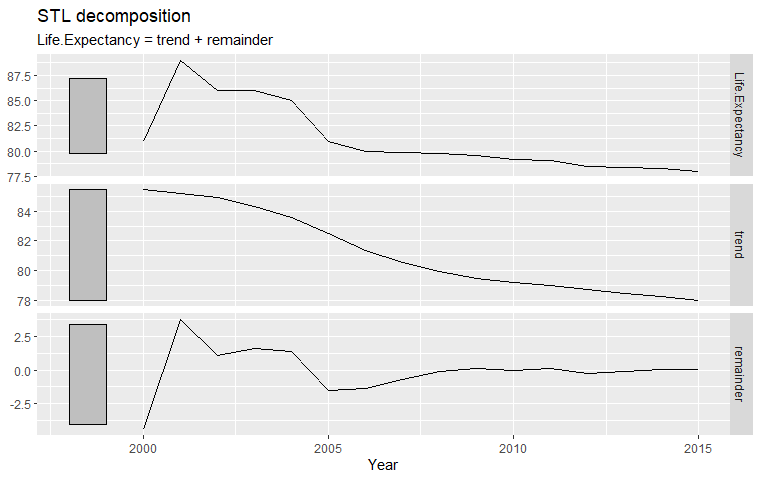 STL decomposition
Life.Expectancy = trend + remainder
87.5
85.0
82.5
80.0
77.5
Life.Expectancy
84
82
80
78
trend
2.5
0.0
-2.5
remainder
2000 2005 2010 2015
Year